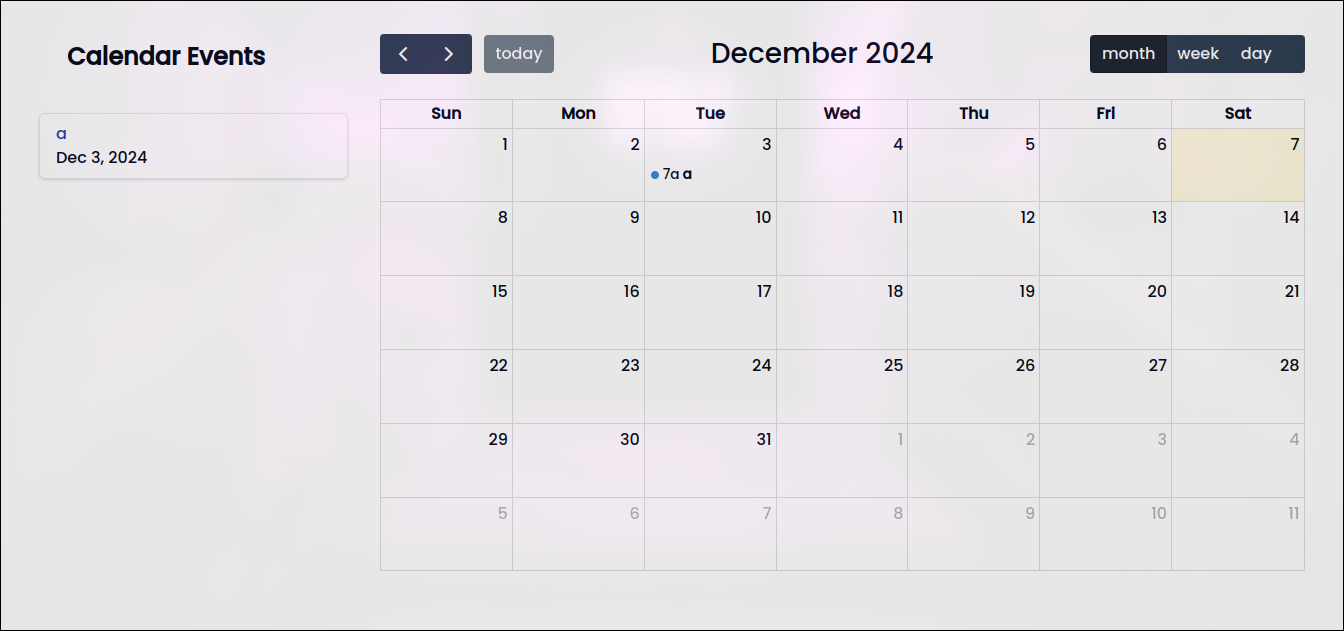 Calendar Events
a
Dec 3, 2024
today
December 2024
month week day
Sun Mon Tue Wed Thu Fri Sat
1 2 3 4 5 6 7
7a a
8 9 10 11 12 13 14
15 16 17 18 19 20 21
22 23 24 25 26 27 28
29 30 31 1 2 3 4
5 6 7 8 9 10 11